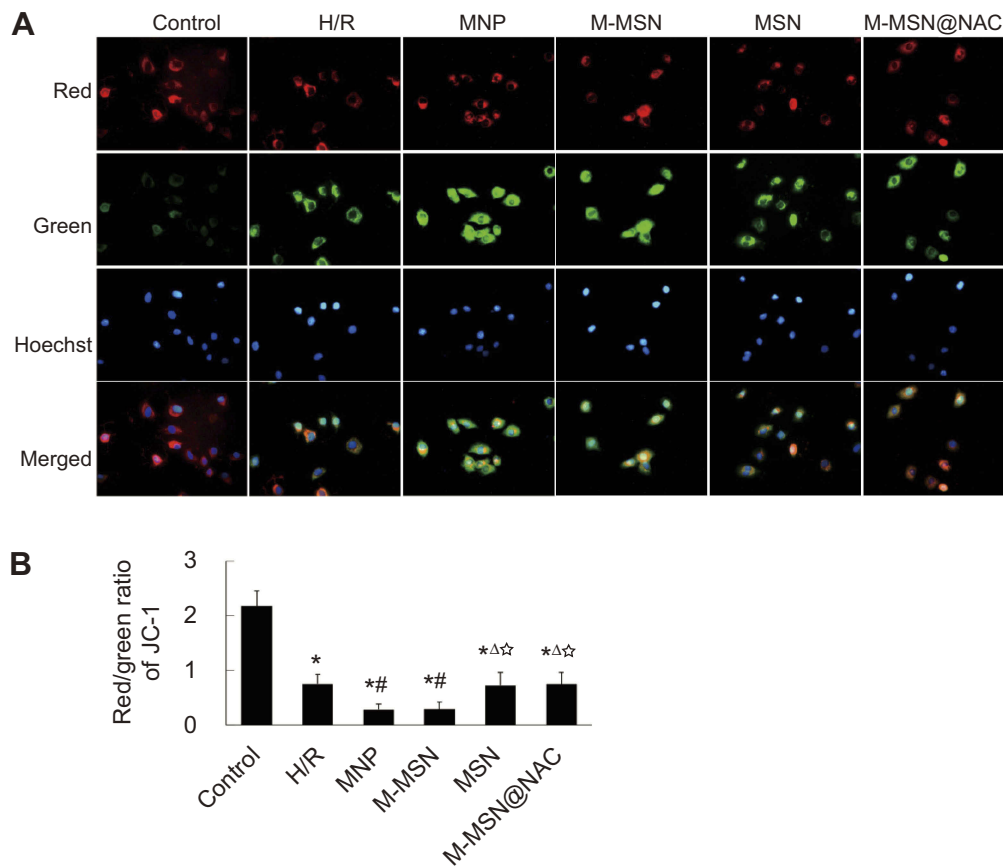 A
Control H/R MNP M-MSN MSN M-MSN@NAC
Red
Green
Hoechst
Merged
B
Red/green ratio
of JC-1
3
2
1
0
*
*#
*#
*Δ☆
*Δ☆
Control
H/R
MNP
M-MSN
MSN
M-MSN@NAC